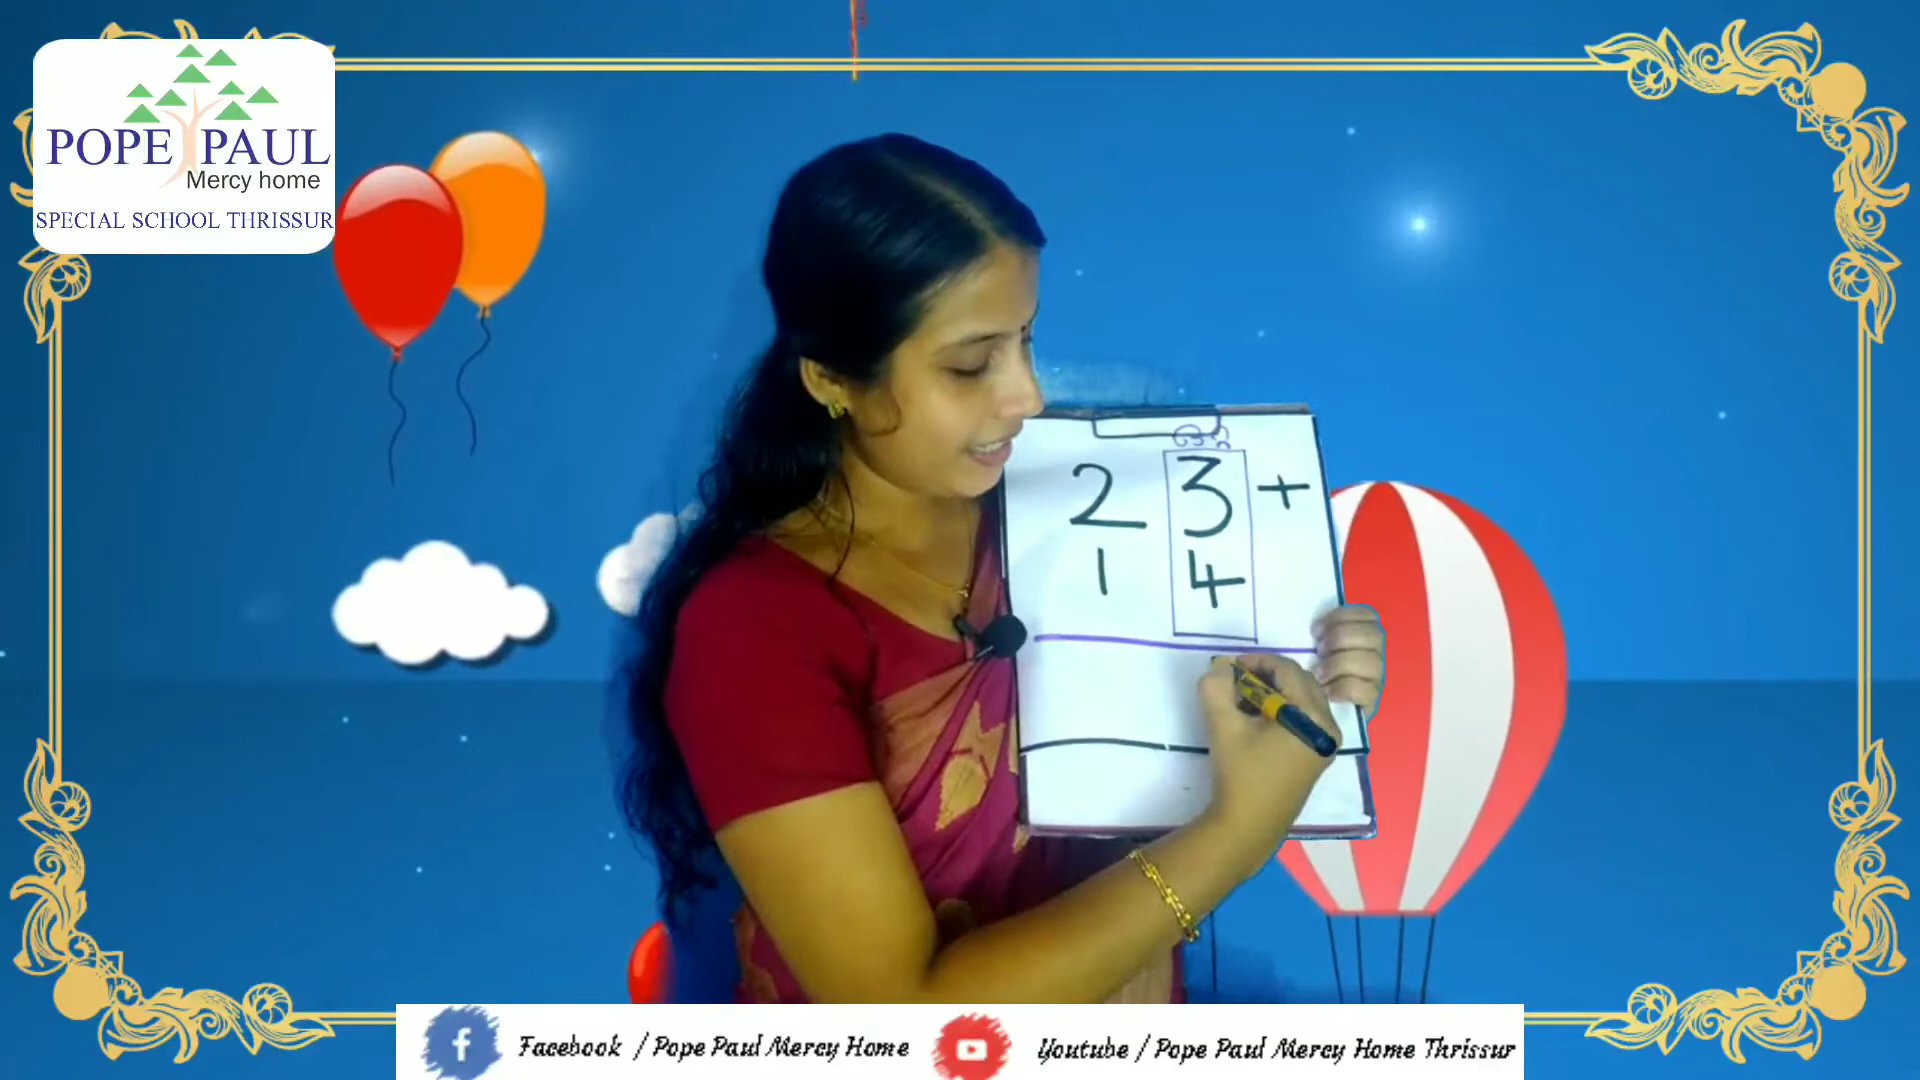 POPE PAUL
Mercy home
SPECIAL SCHOOL THRISSUR
2 3 +
1 4
Facebook / Pope Paul Mercy Home
Youtube / Pope Paul Mercy Home Thrissur